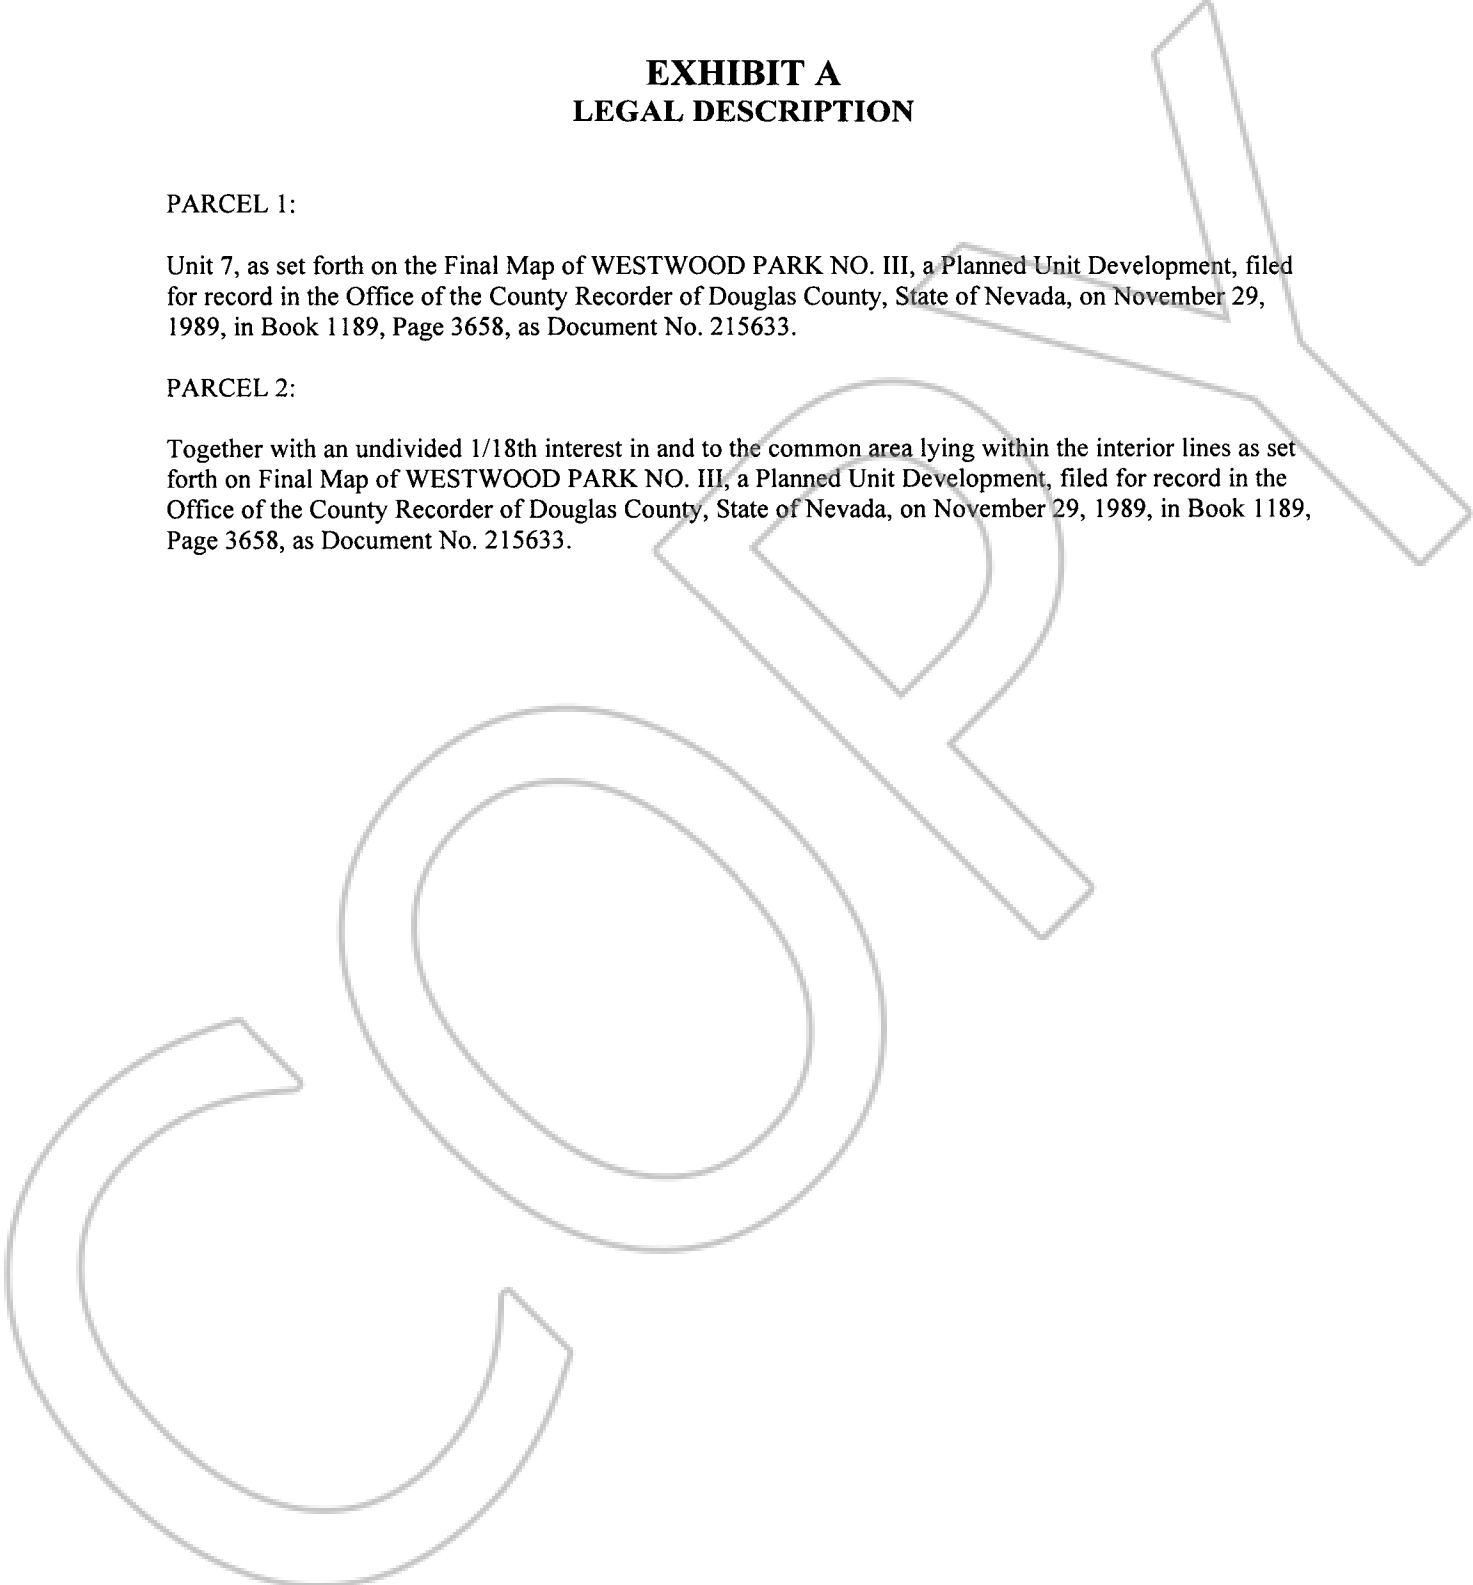 EXHIBIT A
LEGAL DESCRIPTION
PARCEL 1:
Unit 7, as set forth on the Final Map of WESTWOOD PARK NO. III, a Planned Unit Development, filed
for record in the Office of the County Recorder of Douglas County, State of Nevada, on November 29,
1989, in Book 1189, Page 3658, as Document No. 215633.
PARCEL 2:
Together with an undivided 1/18th interest in and to the common area lying within the interior lines as set
forth on Final Map of WESTWOOD PARK NO. III, a Planned Unit Development, filed for record in the
Office of the County Recorder of Douglas County, State of Nevada, on November 29, 1989, in Book 1189,
Page 3658, as Document No. 215633.
COPY